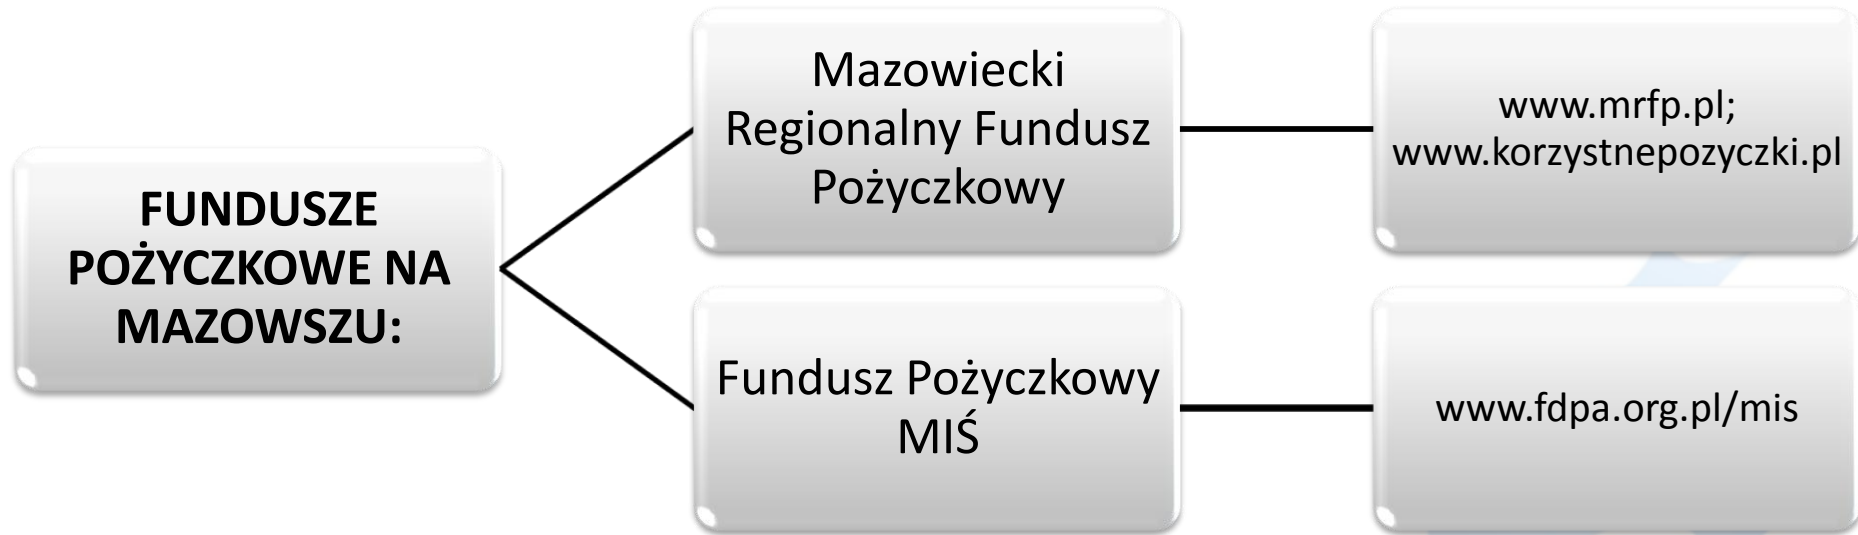 FUNDUSZE
POŻYCZKOWE NA
MAZOWSZU:
Mazowiecki
Regionalny Fundusz
Pożyczkowy
www.mrfp.pl;
www.korzystnepozyczki.pl
Fundusz Pożyczkowy
MIŚ
www.fdpa.org.pl/mis